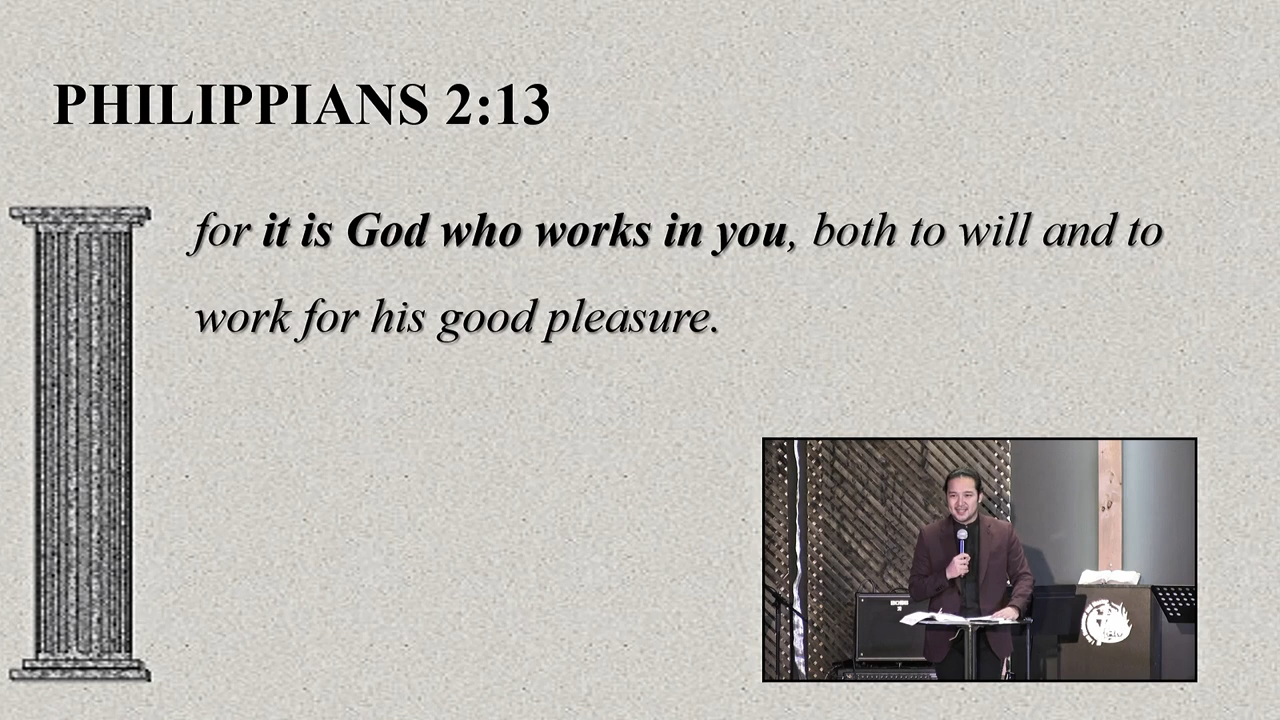 PHILIPPIANS 2:13
for it is God who works in you, both to will and to
work for his good pleasure.
BOSS